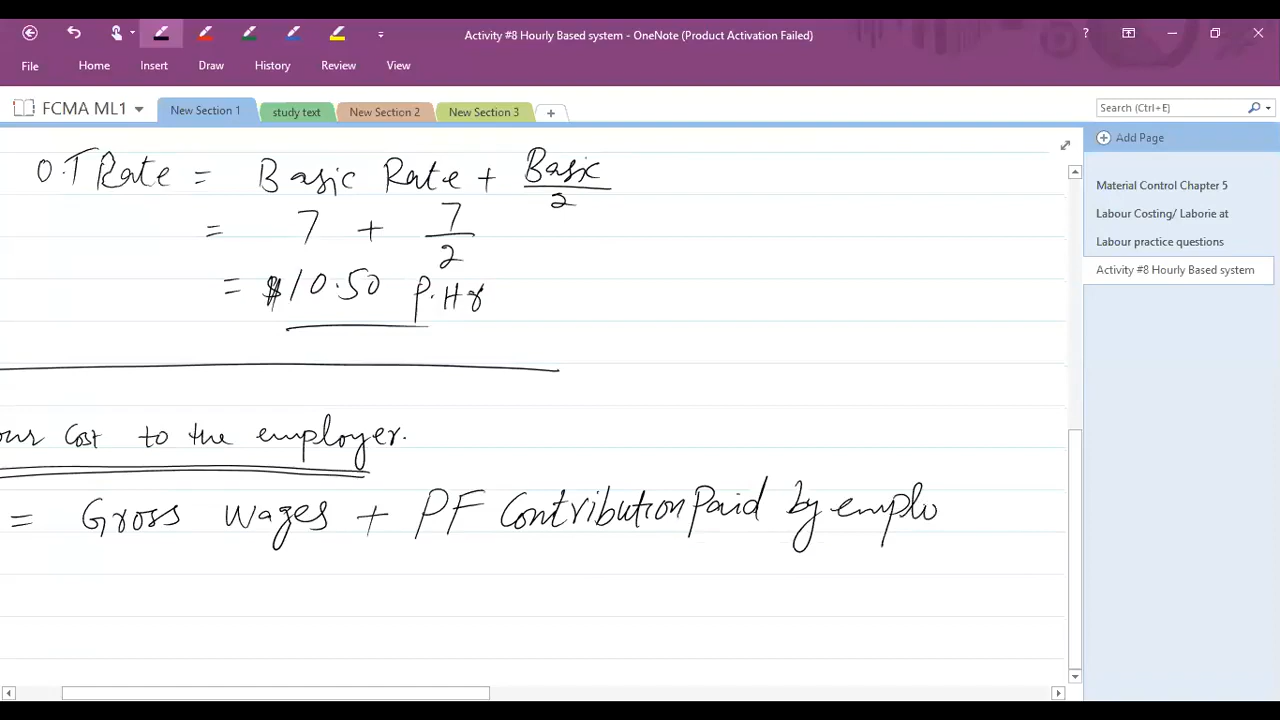 Activity #8 Hourly Based system - OneNote (Product Activation Failed)
File Home Insert Draw History Review View
FCMA ML1 New Section 1 study text New Section 2 New Section 3
Search (Ctrl+E)
Add Page
Material Control Chapter 5
Labour Costing/ Laborie at
Labour practice questions
Activity #8 Hourly Based system
O.T Rate = Basic Rate + Basic
2
= 7 + 7
2
= $10.50 P.Hr
our Cost to the employer.
= Gross wages + PF Contribution Paid by emplo